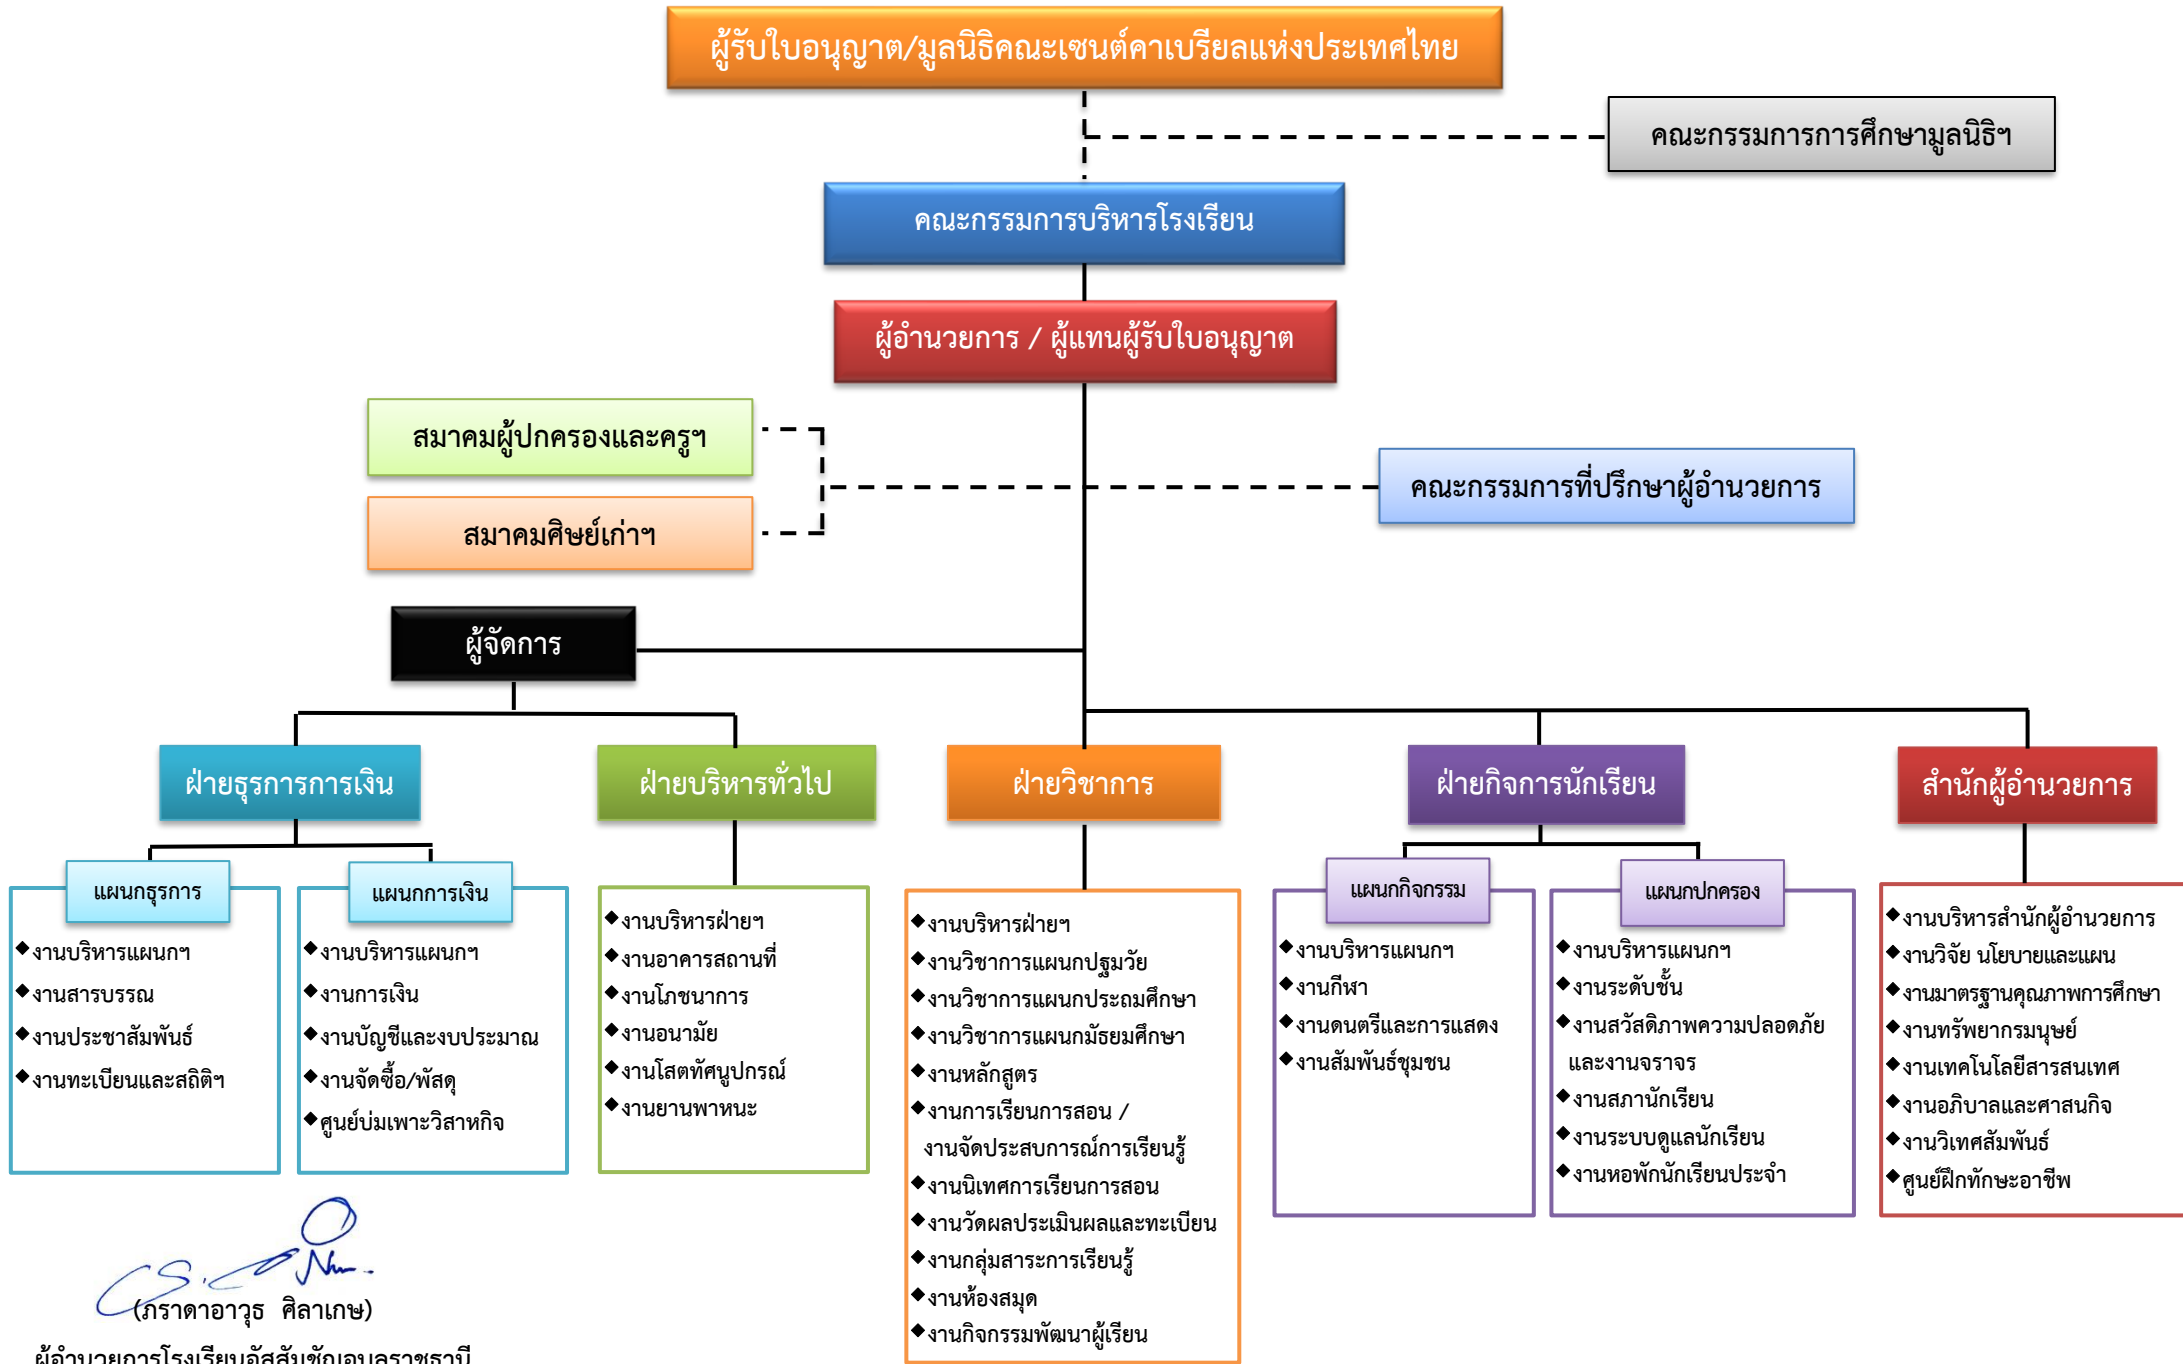 ผู้รับใบอนุญาต/มูลนิธิคณะเซนต์คาเบรียลแห่งประเทศไทย
คณะกรรมการการศึกษามูลนิธิฯ
คณะกรรมการบริหารโรงเรียน
ผู้อำนวยการ / ผู้แทนผู้รับใบอนุญาต
สมาคมผู้ปกครองและครูฯ
สมาคมศิษย์เก่าฯ
คณะกรรมการที่ปรึกษาผู้อำนวยการ
ผู้จัดการ
ฝ่ายธุรการการเงิน
แผนกธุรการ
◆งานบริหารแผนกฯ
◆งานสารบรรณ
◆งานประชาสัมพันธ์
◆งานทะเบียนและสถิติฯ
แผนกการเงิน
◆งานบริหารแผนกฯ
◆งานการเงิน
◆งานบัญชีและงบประมาณ
◆งานจัดซื้อ/พัสดุ
◆ศูนย์บ่มเพาะวิสาหกิจ
ฝ่ายบริหารทั่วไป
◆งานบริหารฝ่ายฯ
◆งานอาคารสถานที่
◆งานโภชนาการ
◆งานอนามัย
◆งานโสตทัศนูปกรณ์
◆งานยานพาหนะ
ฝ่ายวิชาการ
◆งานบริหารฝ่ายฯ
◆งานวิชาการแผนกปฐมวัย
◆งานวิชาการแผนกประถมศึกษา
◆งานวิชาการแผนกมัธยมศึกษา
◆งานหลักสูตร
◆งานการเรียนการสอน /
งานจัดประสบการณ์การเรียนรู้
◆งานนิเทศการเรียนการสอน
◆งานวัดผลประเมินผลและทะเบียน
◆งานกลุ่มสาระการเรียนรู้
◆งานห้องสมุด
◆งานกิจกรรมพัฒนาผู้เรียน
ฝ่ายกิจการนักเรียน
แผนกกิจกรรม
◆งานบริหารแผนกฯ
◆งานกีฬา
◆งานดนตรีและการแสดง
◆งานสัมพันธ์ชุมชน
แผนกปกครอง
◆งานบริหารแผนกฯ
◆งานระดับชั้น
◆งานสวัสดิภาพความปลอดภัย
และงานจราจร
◆งานสภานักเรียน
◆งานระบบดูแลนักเรียน
◆งานหอพักนักเรียนประจำ
สำนักผู้อำนวยการ
◆งานบริหารสำนักผู้อำนวยการ
◆งานวิจัย นโยบายและแผน
◆งานมาตรฐานคุณภาพการศึกษา
◆งานทรัพยากรมนุษย์
◆งานเทคโนโลยีสารสนเทศ
◆งานอภิบาลและศาสนกิจ
◆งานวิเทศสัมพันธ์
◆ศูนย์ฝึกทักษะอาชีพ
(ภราดาอาวุธ ศิลาเกษ)
ผู้อำนวยการโรงเรียนอัสสัมชัญอุบลราชธานี